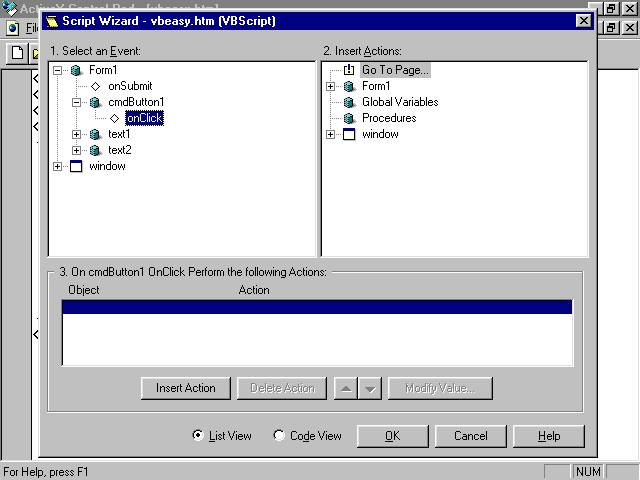 ActiveX Control Pad - [vbeasy.htm]
Script Wizard - vbeasy.htm (VBScript)
1. Select an Event:
2. Insert Actions:
Form1
onSubmit
cmdButton1
onClick
text1
text2
window
Go To Page...
Form1
Global Variables
Procedures
window
3. On cmdButton1 OnClick Perform the following Actions:
Object Action
Insert Action Delete Action Modify Value...
List View Code View OK Cancel Help
For Help, press F1 NUM